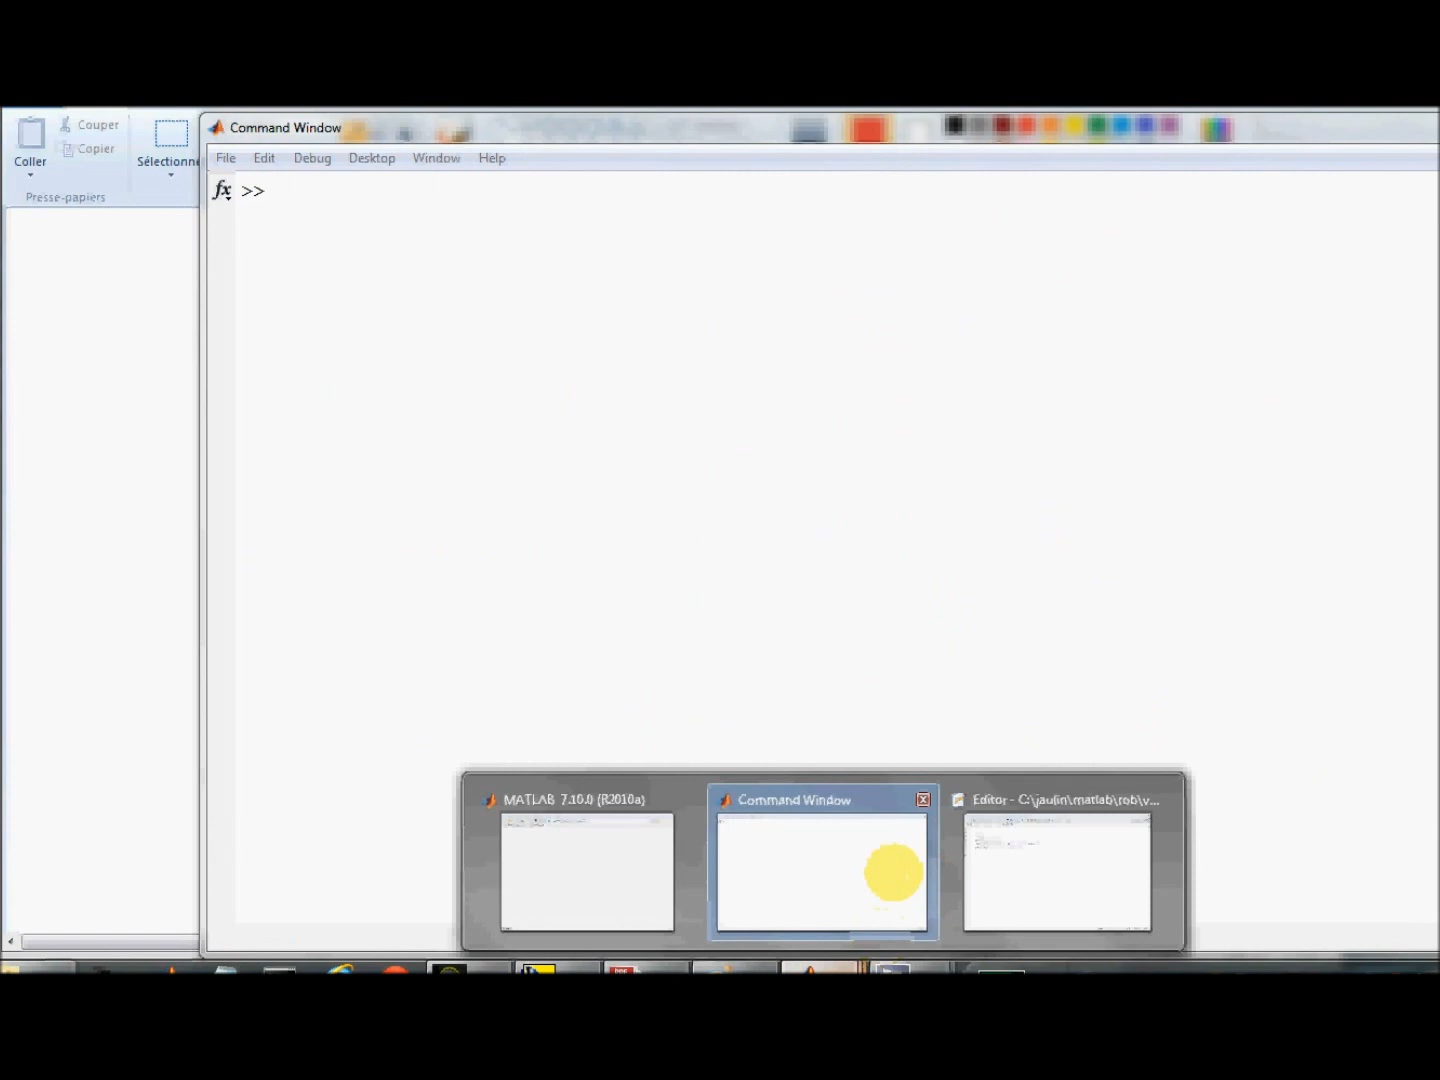 Couper
Copier
Coller
Sélectionne
Presse-papiers
Command Window
File Edit Debug Desktop Window Help
fx >>
MATLAB 7.10.0 (R2010a)
Command Window
Editor - C:\jaulin\matlab\rob\v...